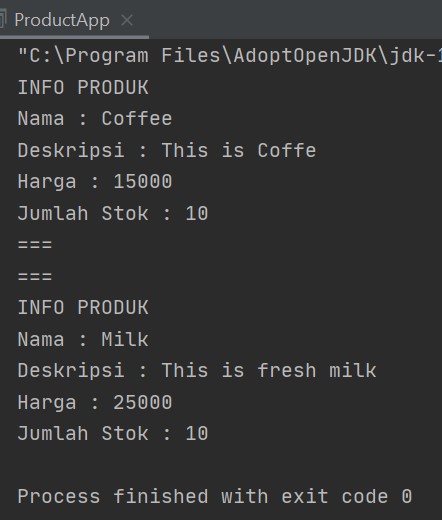 ProductApp
"C:\Program Files\AdoptOpenJDK\jdk-1
INFO PRODUK
Nama : Coffee
Deskripsi : This is Coffe
Harga : 15000
Jumlah Stok : 10
===
===
INFO PRODUK
Nama : Milk
Deskripsi : This is fresh milk
Harga : 25000
Jumlah Stok : 10
Process finished with exit code 0